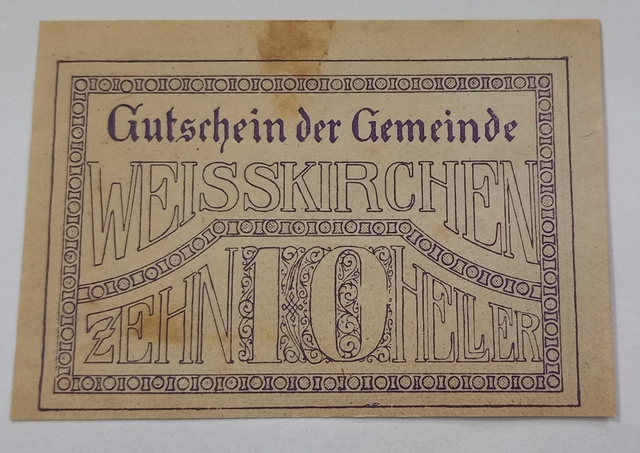 Gutschein der Gemeinde
WEISSKIRCHEN
ZEHN 10 HELLER